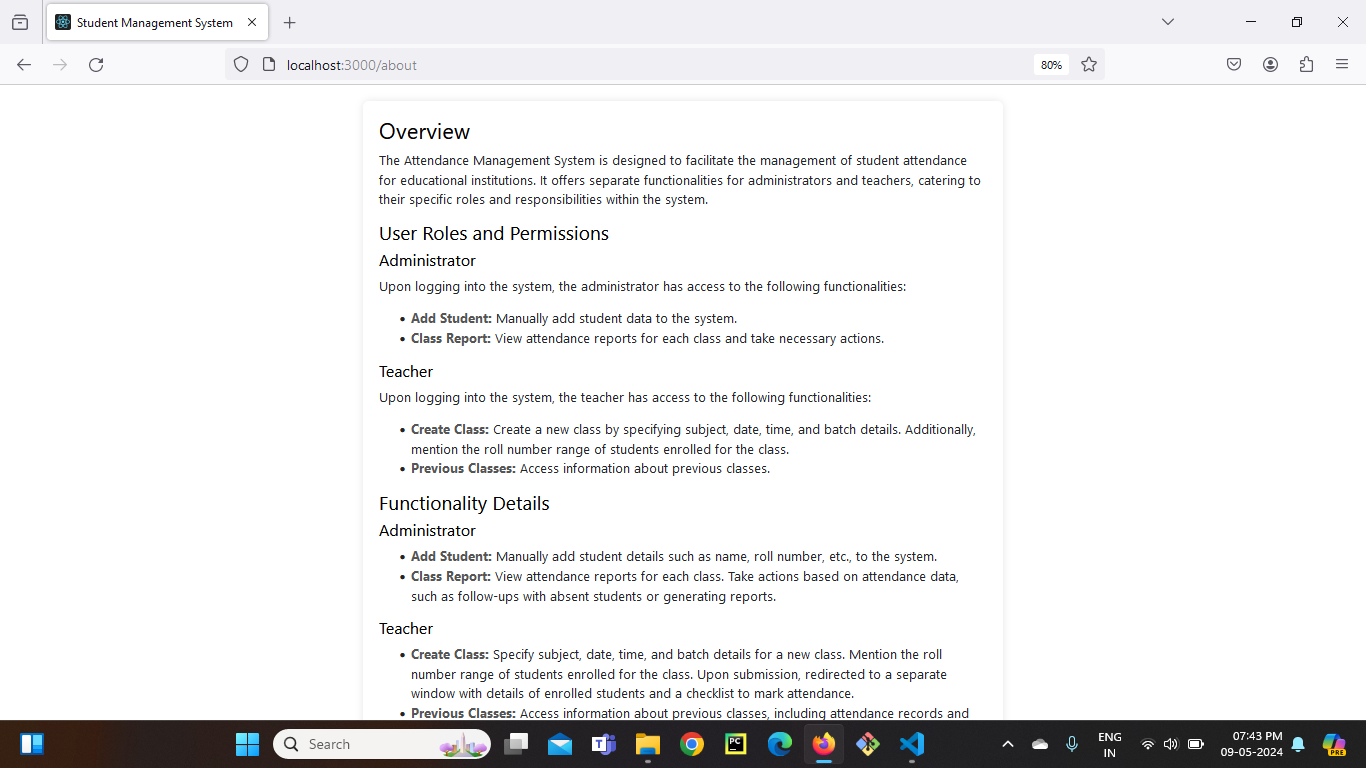 Student Management System
localhost:3000/about
80%
Overview
The Attendance Management System is designed to facilitate the management of student attendance
for educational institutions. It offers separate functionalities for administrators and teachers, catering to
their specific roles and responsibilities within the system.
User Roles and Permissions
Administrator
Upon logging into the system, the administrator has access to the following functionalities:
• Add Student: Manually add student data to the system.
• Class Report: View attendance reports for each class and take necessary actions.
Teacher
Upon logging into the system, the teacher has access to the following functionalities:
• Create Class: Create a new class by specifying subject, date, time, and batch details. Additionally,
mention the roll number range of students enrolled for the class.
• Previous Classes: Access information about previous classes.
Functionality Details
Administrator
• Add Student: Manually add student details such as name, roll number, etc., to the system.
• Class Report: View attendance reports for each class. Take actions based on attendance data,
such as follow-ups with absent students or generating reports.
Teacher
• Create Class: Specify subject, date, time, and batch details for a new class. Mention the roll
number range of students enrolled for the class. Upon submission, redirected to a separate
window with details of enrolled students and a checklist to mark attendance.
• Previous Classes: Access information about previous classes, including attendance records and
Search
PC
ENG
IN
07:43 PM
09-05-2024
PRE